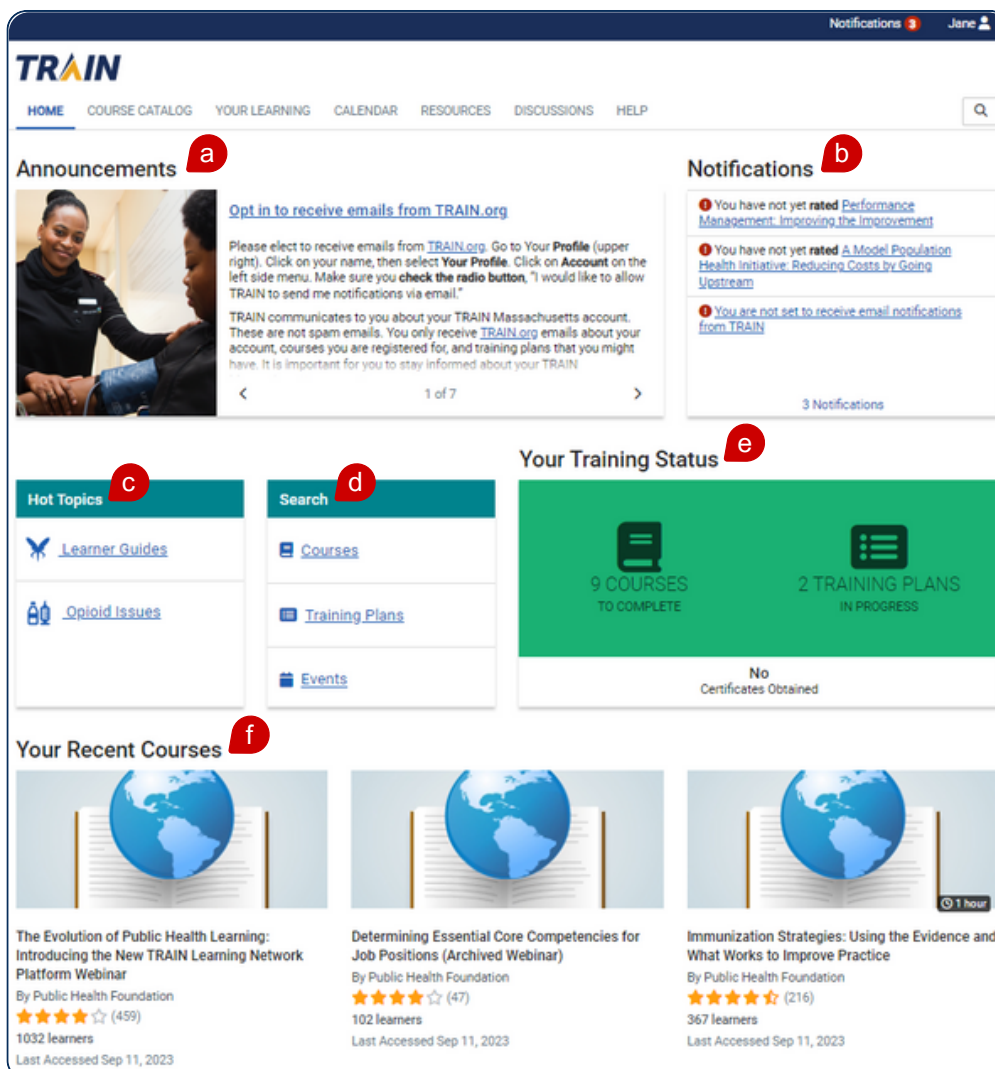 Notifications 3 Jane
TRAIN
HOME COURSE CATALOG YOUR LEARNING CALENDAR RESOURCES DISCUSSIONS HELP
Announcements a
Opt in to receive emails from TRAIN.org
Please elect to receive emails from TRAIN.org. Go to Your Profile (upper
right). Click on your name, then select Your Profile. Click on Account on the
left side menu. Make sure you check the radio button, "I would like to allow
TRAIN to send me notifications via email."
TRAIN communicates to you about your TRAIN Massachusetts account.
These are not spam emails. You only receive TRAIN.org emails about your
account, courses you are registered for, and training plans that you might
have. It is important for you to stay informed about your TRAIN
< 1 of 7 >
Notifications b
You have not yet rated Performance
Management: Improving the Improvement
You have not yet rated A Model Population
Health Initiative: Reducing Costs by Going
Upstream
You are not set to receive email notifications
from TRAIN
3 Notifications
Hot Topics c
Learner Guides
Opioid Issues
Search d
Courses
Training Plans
Events
Your Training Status e
9 COURSES
TO COMPLETE
2 TRAINING PLANS
IN PROGRESS
No
Certificates Obtained
Your Recent Courses f
The Evolution of Public Health Learning:
Introducing the New TRAIN Learning Network
Platform Webinar
By Public Health Foundation
(459)
1032 learners
Last Accessed Sep 11, 2023
Determining Essential Core Competencies for
Job Positions (Archived Webinar)
By Public Health Foundation
(47)
102 learners
Last Accessed Sep 11, 2023
1 hour
Immunization Strategies: Using the Evidence and
What Works to Improve Practice
By Public Health Foundation
(216)
367 learners
Last Accessed Sep 11, 2023